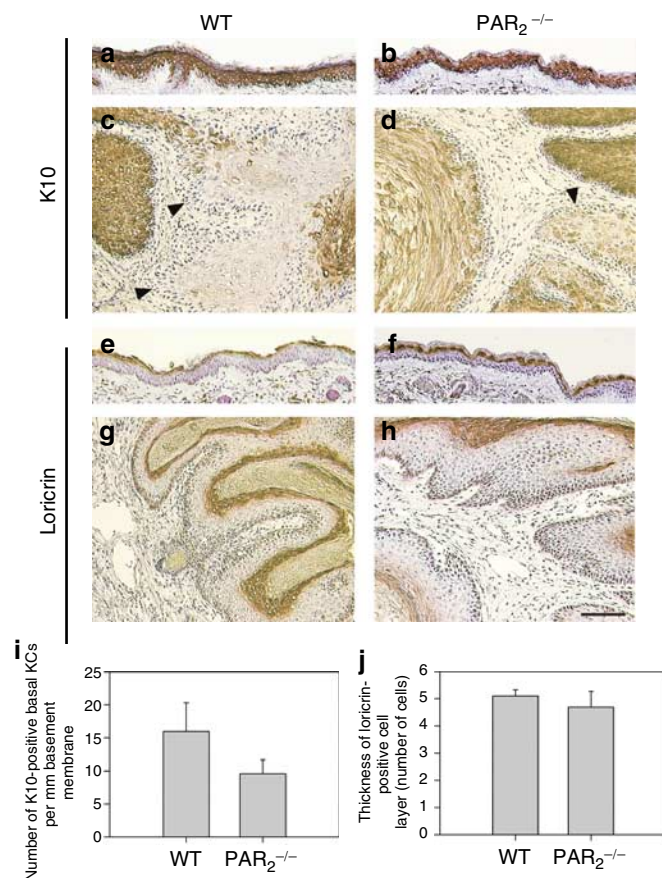 WT
PAR2−/−
a
b
c
d
K10
e
f
g
h
Loricrin
i
Number of K10-positive basal KCs
per mm basement
membrane
25
20
15
10
5
0
WT
PAR2−/−
j
Thickness of loricrin-
positive cell
layer (number of cells)
6
5
4
3
2
1
0
WT
PAR2−/−